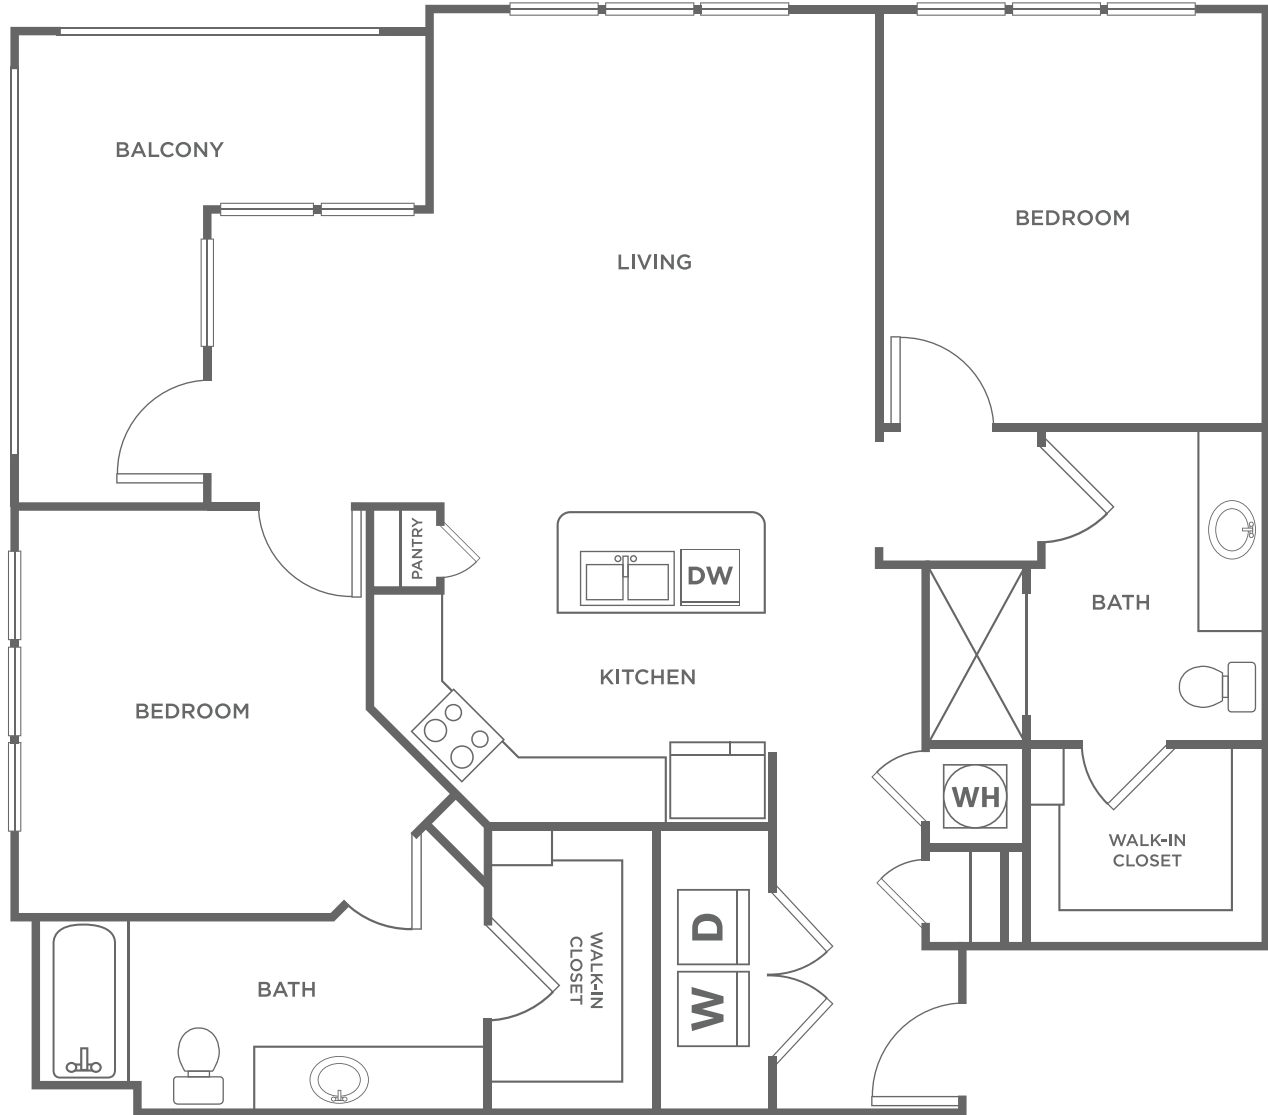 BALCONY
BEDROOM
LIVING
PANTRY
DW
BATH
KITCHEN
BEDROOM
WH
WALK-IN
CLOSET
D
WALK-IN
CLOSET
BATH
W